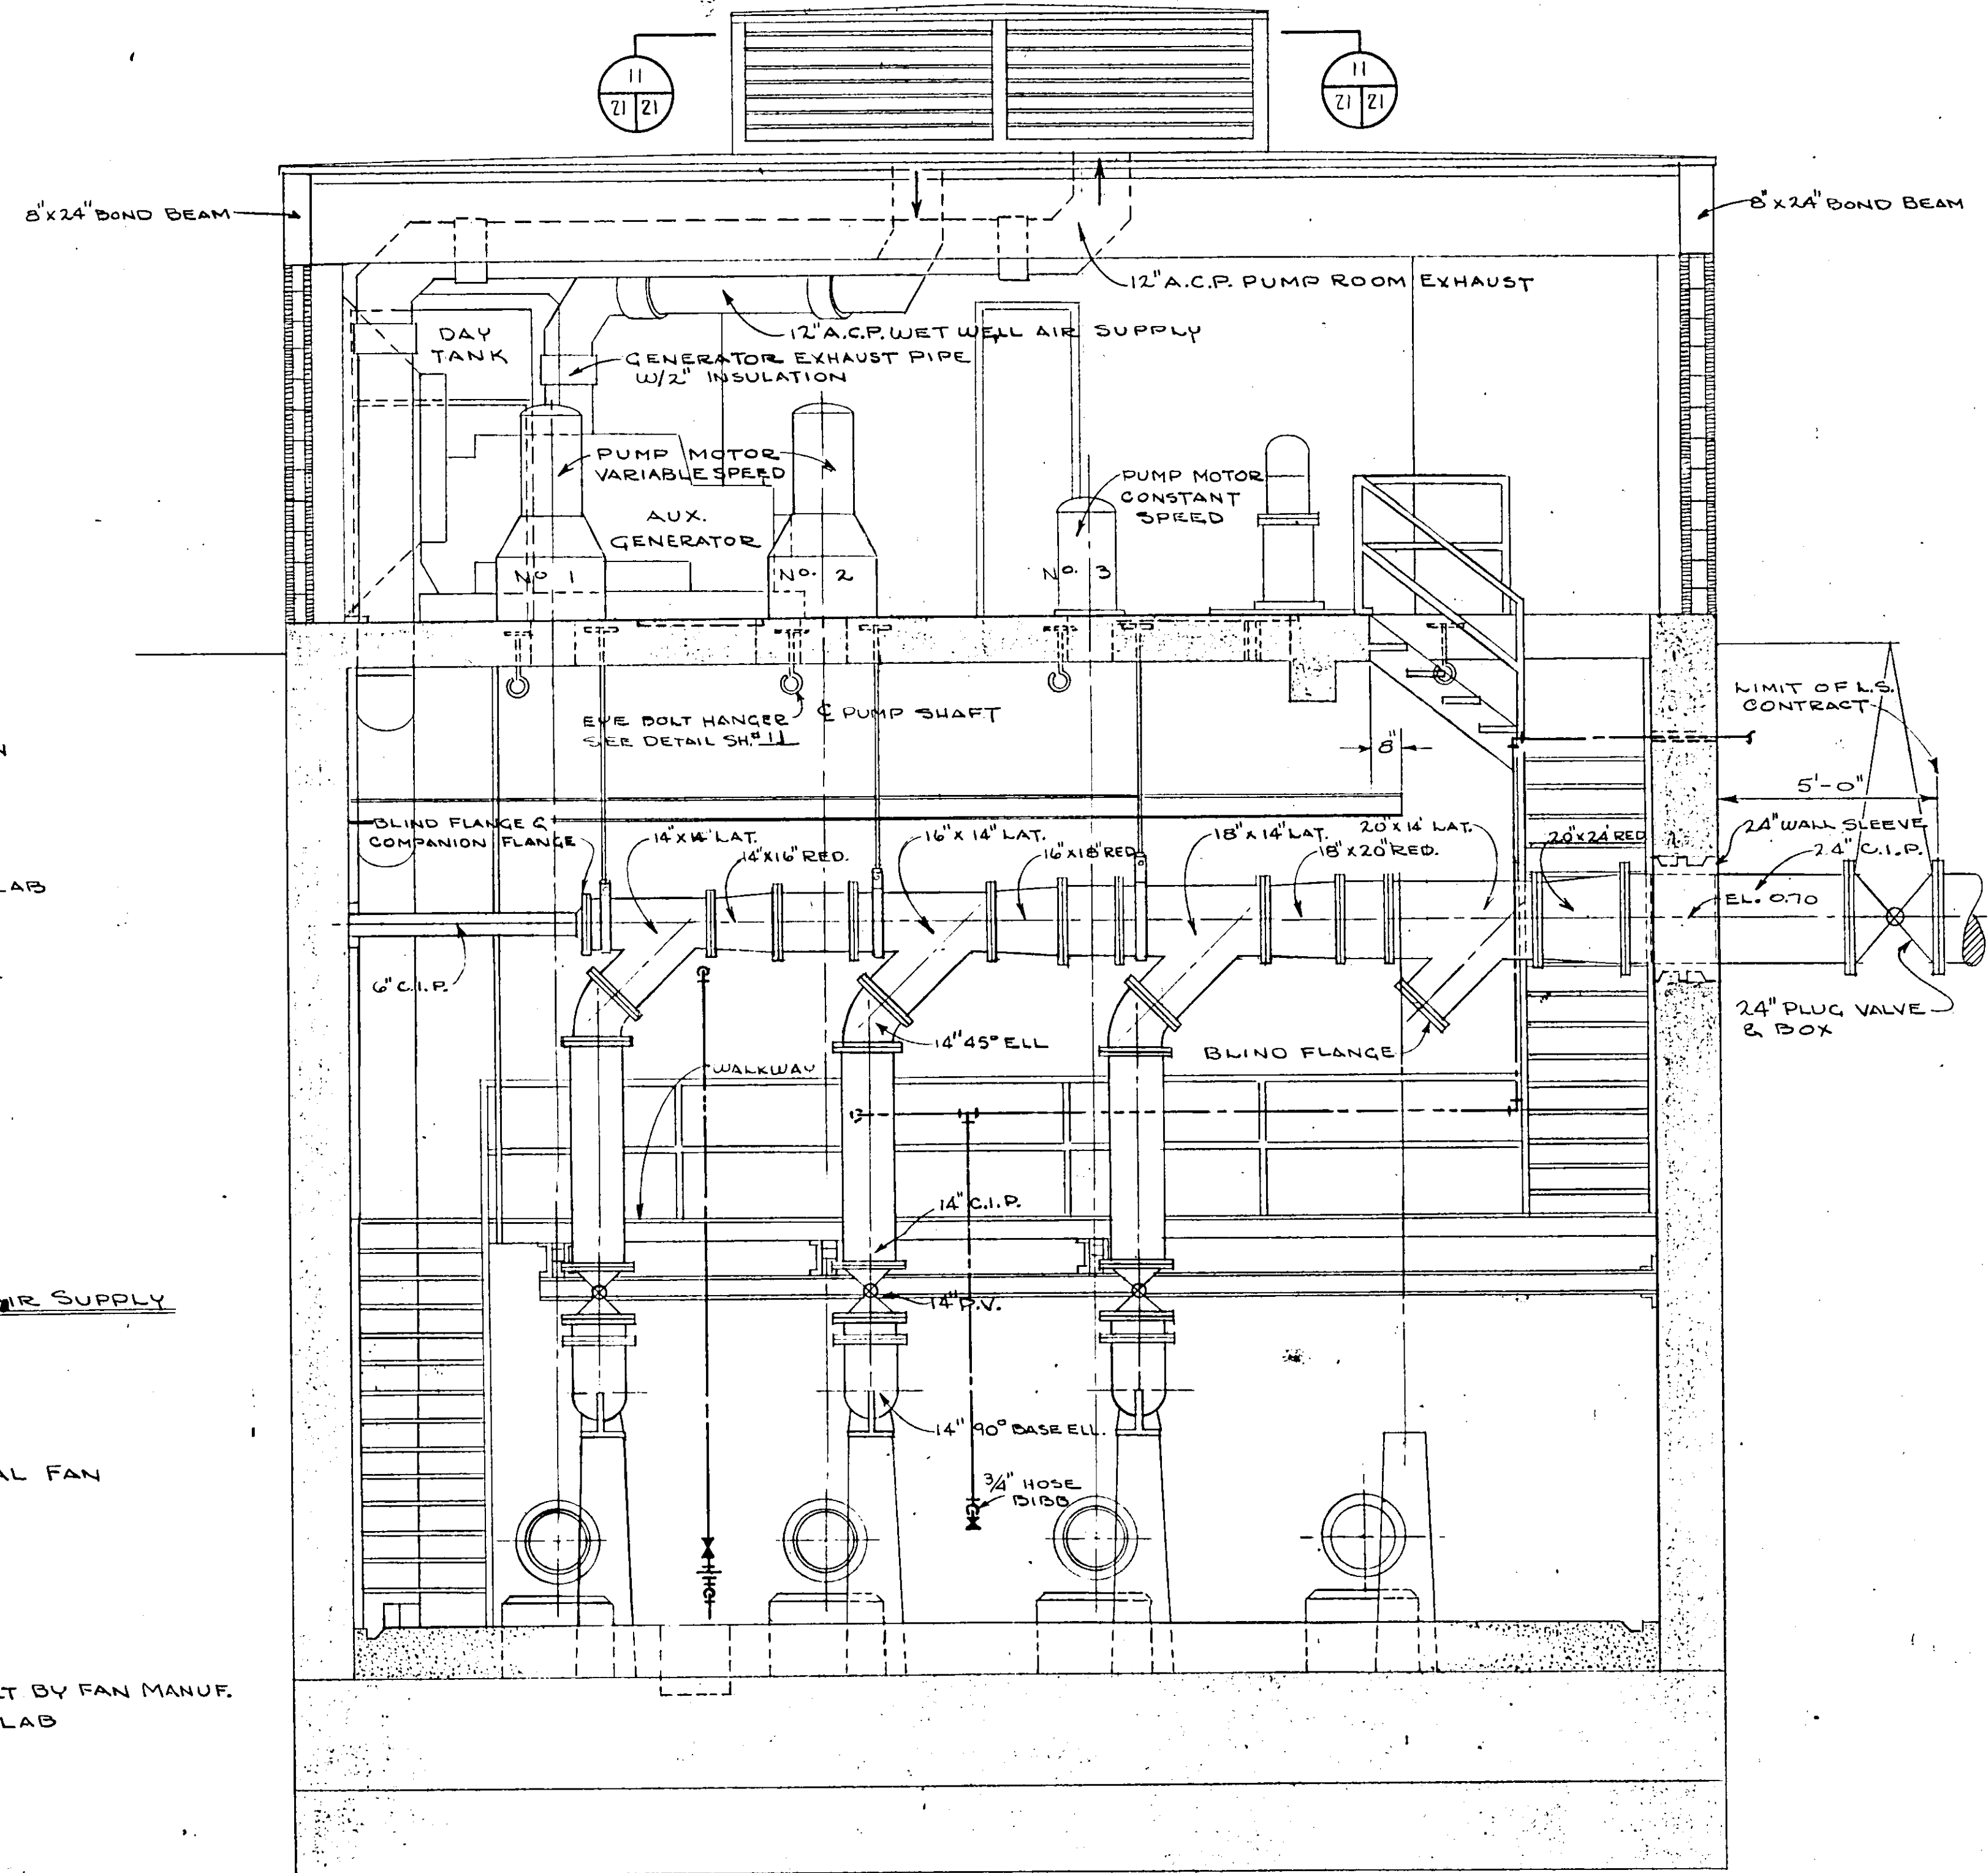 11
21 21
11
21 21
8"X24" BOND BEAM
8"X24" BOND BEAM
12" A.C.P. PUMP ROOM EXHAUST
DAY
TANK
12" A.C.P. WET WELL AIR SUPPLY
GENERATOR EXHAUST PIPE
W/2" INSULATION
PUMP MOTOR
VARIABLE SPEED
PUMP MOTOR
CONSTANT
SPEED
AUX.
GENERATOR
No 1
No. 2
No. 3
EYE BOLT HANGER
SEE DETAIL SH.#11
℄ PUMP SHAFT
LIMIT OF L.S.
CONTRACT
8"
5'-0"
BLIND FLANGE &
COMPANION FLANGE
14"X14" LAT.
14"X16" RED.
16"X 14" LAT.
16"X18" RED.
18"X 14" LAT.
18"X20" RED.
20"X14" LAT.
20"X24" RED
24" WALL SLEEVE
24" C.I.P.
EL. 0.70
LAB
6" C.I.P.
24" PLUG VALVE
& BOX
14" 45° ELL
BLIND FLANGE
WALKWAY
14" C.I.P.
IR SUPPLY
14" P.V.
14" 90° BASE ELL.
AL FAN
3/4" HOSE
BIBB
T BY FAN MANUF.
LAB